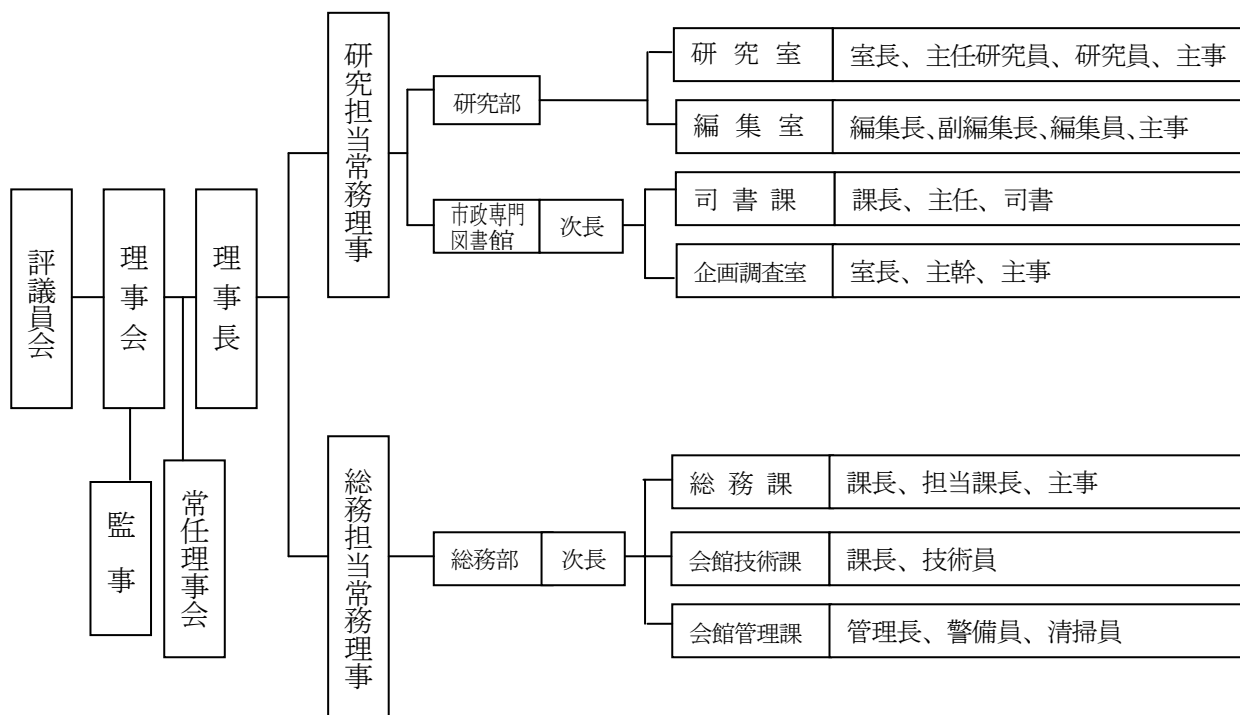 評議員会
理事会
監事
常任理事会
理事長
研究担当常務理事
研究部
研究室 室長、主任研究員、研究員、主事
編集室 編集長、副編集長、編集員、主事
市政専門
図書館
次長
司書課 課長、主任、司書
企画調査室 室長、主幹、主事
総務担当常務理事
総務部 次長
総務課 課長、担当課長、主事
会館技術課 課長、技術員
会館管理課 管理長、警備員、清掃員